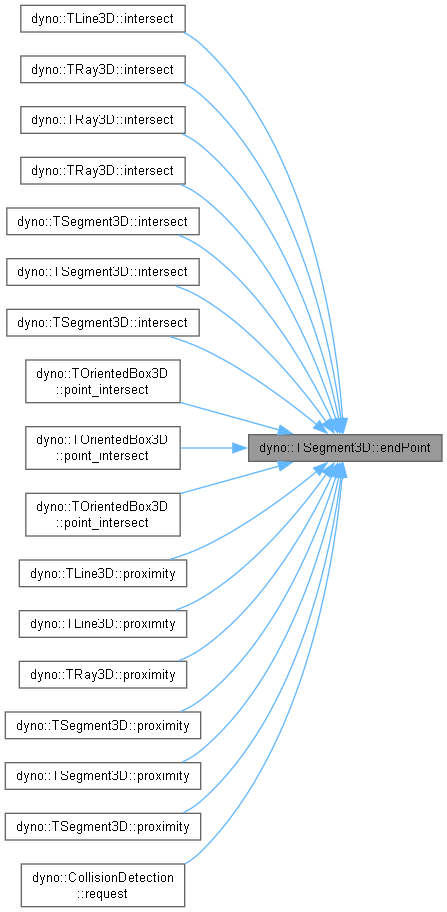 dyno::TLine3D::intersect
dyno::TRay3D::intersect
dyno::TRay3D::intersect
dyno::TRay3D::intersect
dyno::TSegment3D::intersect
dyno::TSegment3D::intersect
dyno::TSegment3D::intersect
dyno::TOrientedBox3D
::point_intersect
dyno::TOrientedBox3D
::point_intersect
dyno::TSegment3D::endPoint
dyno::TOrientedBox3D
::point_intersect
dyno::TLine3D::proximity
dyno::TLine3D::proximity
dyno::TRay3D::proximity
dyno::TSegment3D::proximity
dyno::TSegment3D::proximity
dyno::TSegment3D::proximity
dyno::CollisionDetection
::request